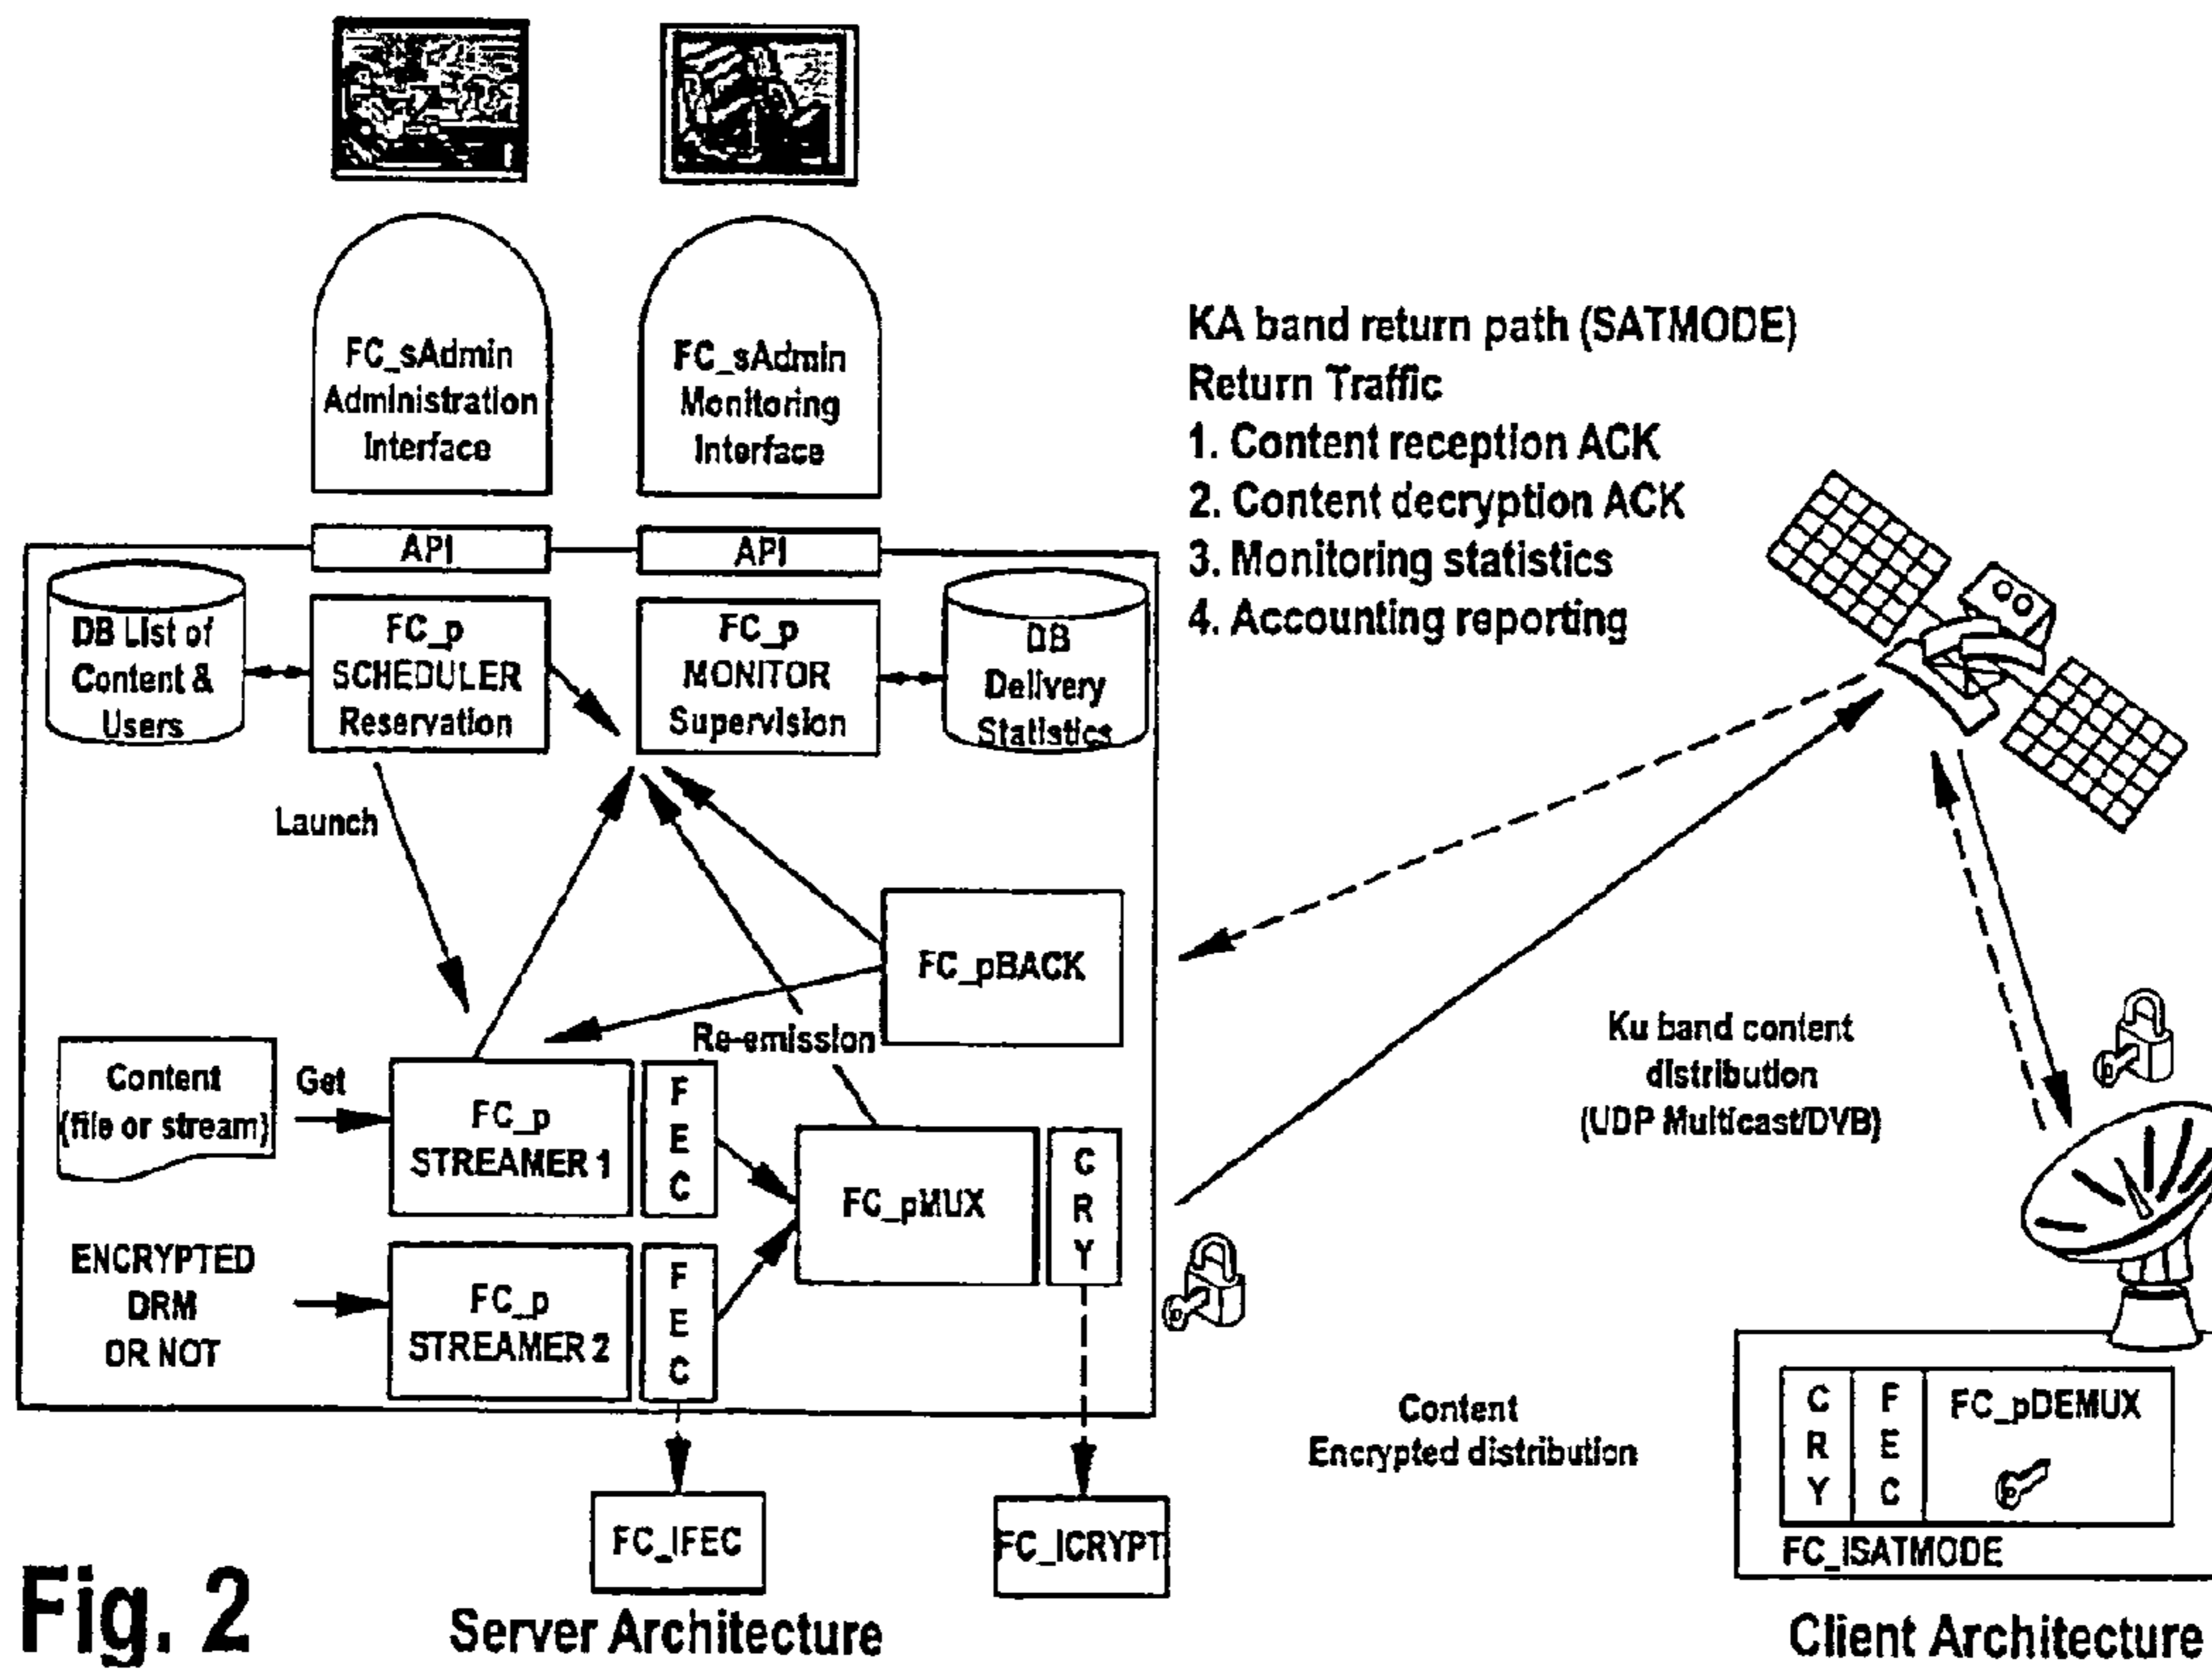 FC_sAdmin
Administration
Interface
FC_sAdmin
Monitoring
Interface
KA band return path (SATMODE)
Return Traffic
1. Content reception ACK
2. Content decryption ACK
3. Monitoring statistics
4. Accounting reporting
API
API
DB List of
Content &
Users
FC_p
SCHEDULER
Reservation
FC_p
MONITOR
Supervision
DB
Delivery
Statistics
Launch
FC_pBACK
Re-emission
Ku band content
distribution
(UDP Multicast/DVB)
Content
(file or stream)
Get
FC_p
STREAMER 1
F
E
C
FC_pMUX
C
R
Y
ENCRYPTED
DRM
OR NOT
FC_p
STREAMER 2
F
E
C
Content
Encrypted distribution
C
R
Y
F
E
C
FC_pDEMUX
FC_ISATMODE
FC_IFEC
FC_ICRYPT
Fig. 2
Server Architecture
Client Architecture